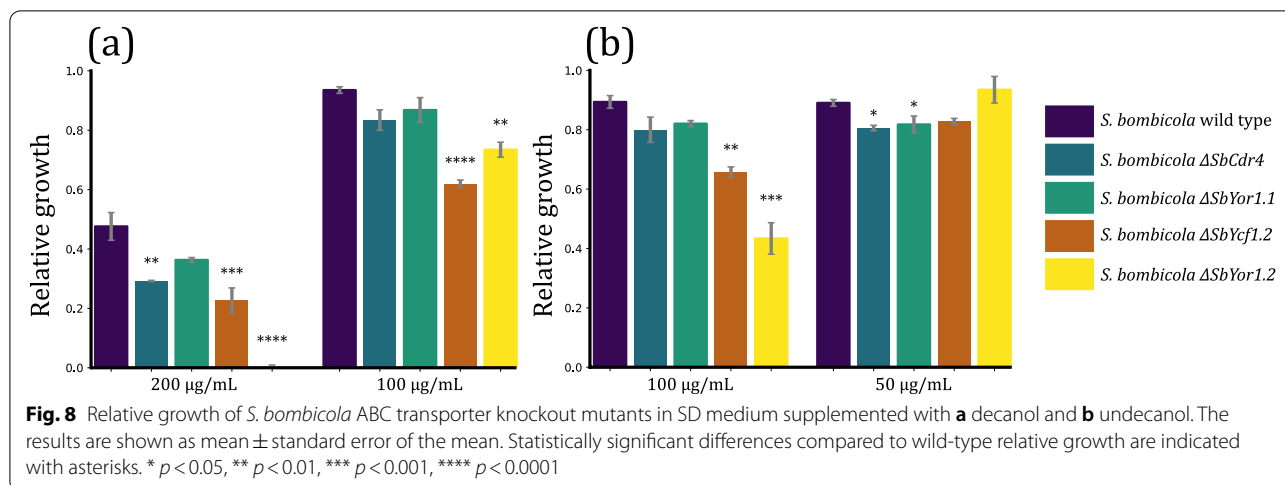 (a)
(b)
Relative growth
1.0
0.8
0.6
0.4
0.2
0.0
**
***
****
****
**
200 µg/mL
100 µg/mL
Relative growth
1.0
0.8
0.6
0.4
0.2
0.0
**
***
*
*
100 µg/mL
50 µg/mL
S. bombicola wild type
S. bombicola ΔSbCdr4
S. bombicola ΔSbYor1.1
S. bombicola ΔSbYcf1.2
S. bombicola ΔSbYor1.2
Fig. 8 Relative growth of S. bombicola ABC transporter knockout mutants in SD medium supplemented with a decanol and b undecanol. The
results are shown as mean ± standard error of the mean. Statistically significant differences compared to wild-type relative growth are indicated
with asterisks. * p < 0.05, ** p < 0.01, *** p < 0.001, **** p < 0.0001